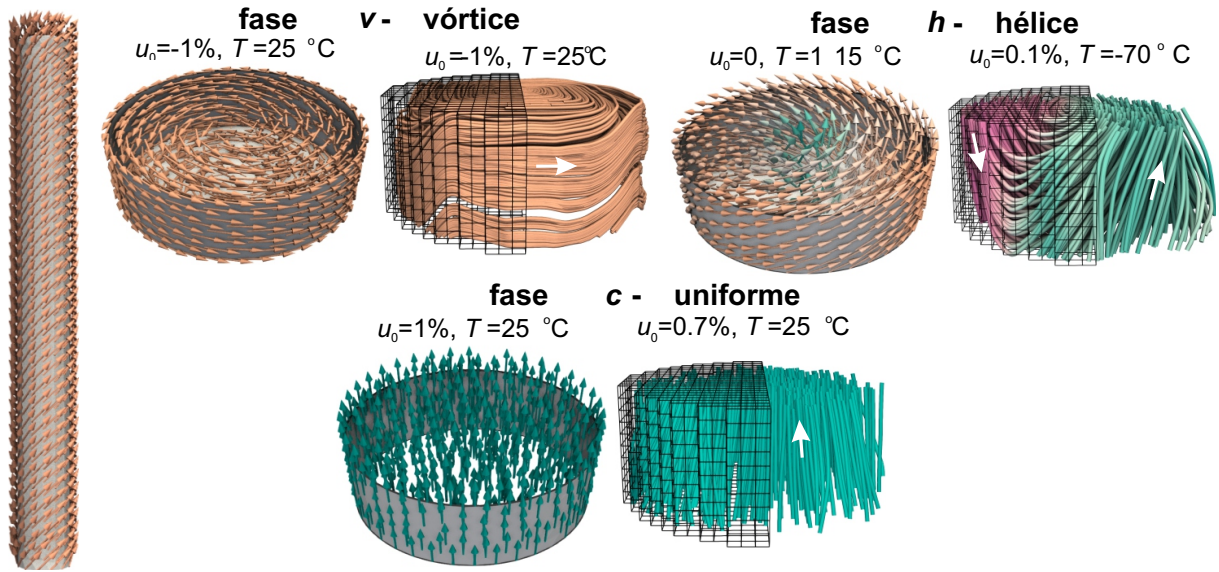 fase v - vórtice
u₀=-1%, T =25 °C
u₀=-1%, T =25°C
fase h - hélice
u₀=0, T =1 15 °C
u₀=0.1%, T =-70 ° C
fase c - uniforme
u₀=1%, T =25 °C
u₀=0.7%, T =25 °C